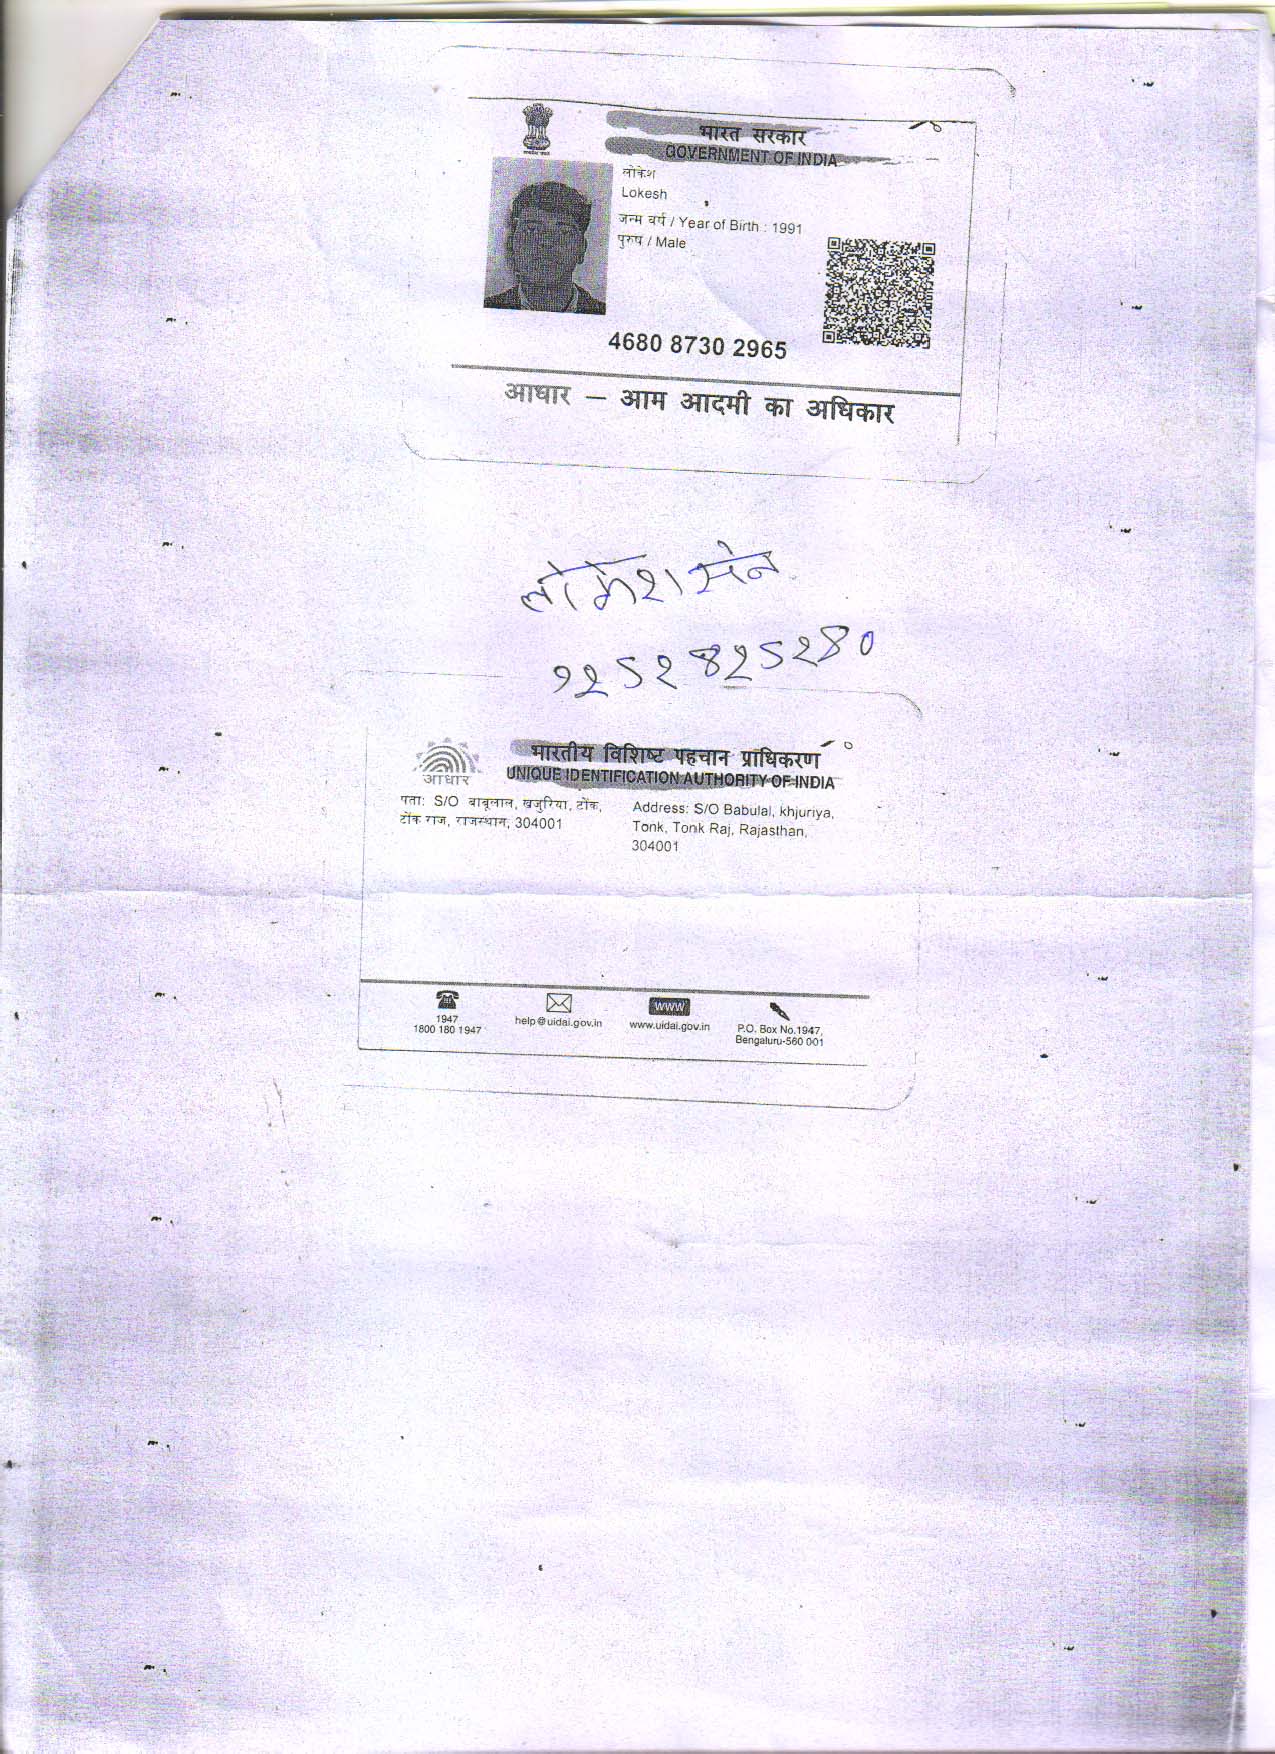 भारत सरकार
GOVERNMENT OF INDIA
लोकेश
Lokesh
जन्म वर्ष / Year of Birth : 1991
पुरुष / Male
4680 8730 2965
आधार – आम आदमी का अधिकार
लोकेश सेन
9252825280
भारतीय विशिष्ट पहचान प्राधिकरण
UNIQUE IDENTIFICATION AUTHORITY OF INDIA
आधार
पता: S/O बाबूलाल, खजुरिया, टोंक,
टोंक राज, राजस्थान, 304001
Address: S/O Babulal, khjuriya,
Tonk, Tonk Raj, Rajasthan,
304001
1947
1800 180 1947
help@uidai.gov.in
www
www.uidai.gov.in
P.O. Box No.1947,
Bengaluru-560 001